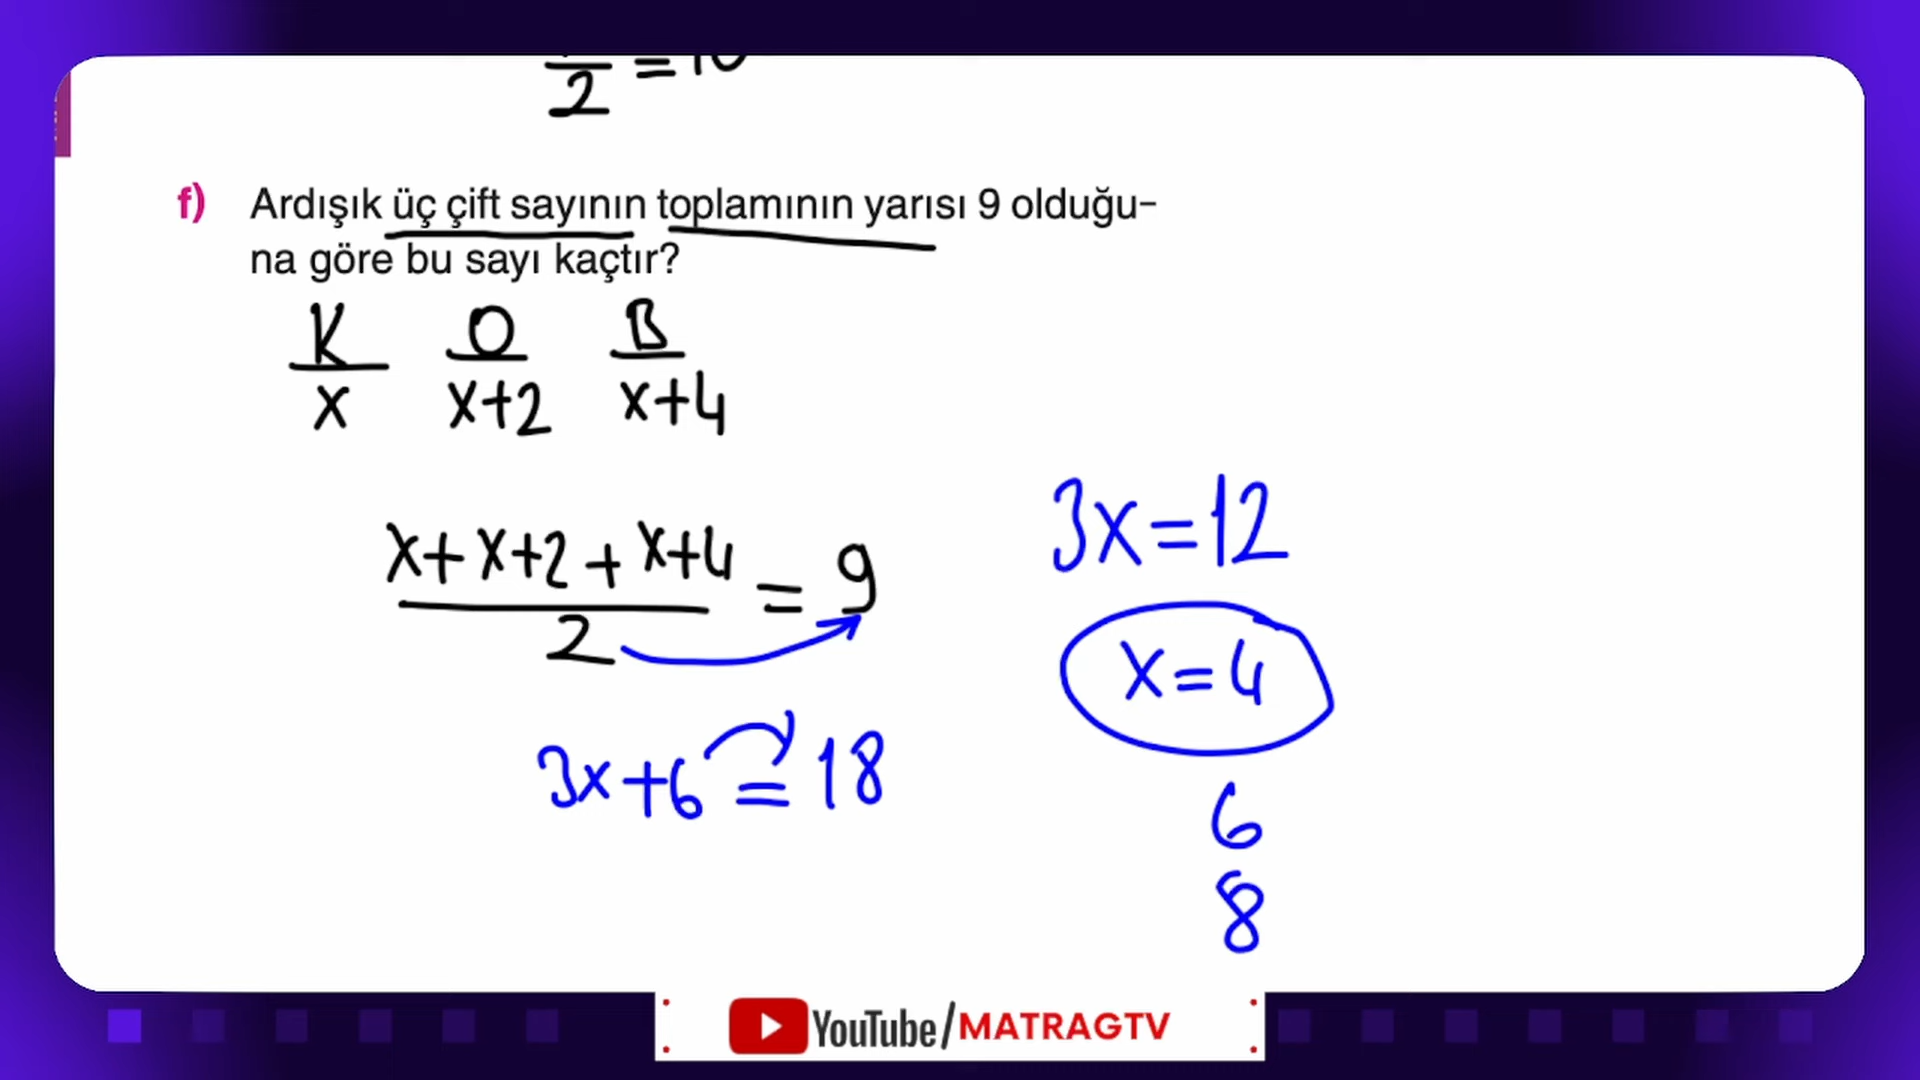 2 =
f) Ardışık üç çift sayının toplamının yarısı 9 olduğu-
na göre bu sayı kaçtır?
K O B
x x+2 x+4
x+x+2+x+4 = 9
2
3x+6=18
3x=12
x=4
6
8
YouTube/MATRAGTV